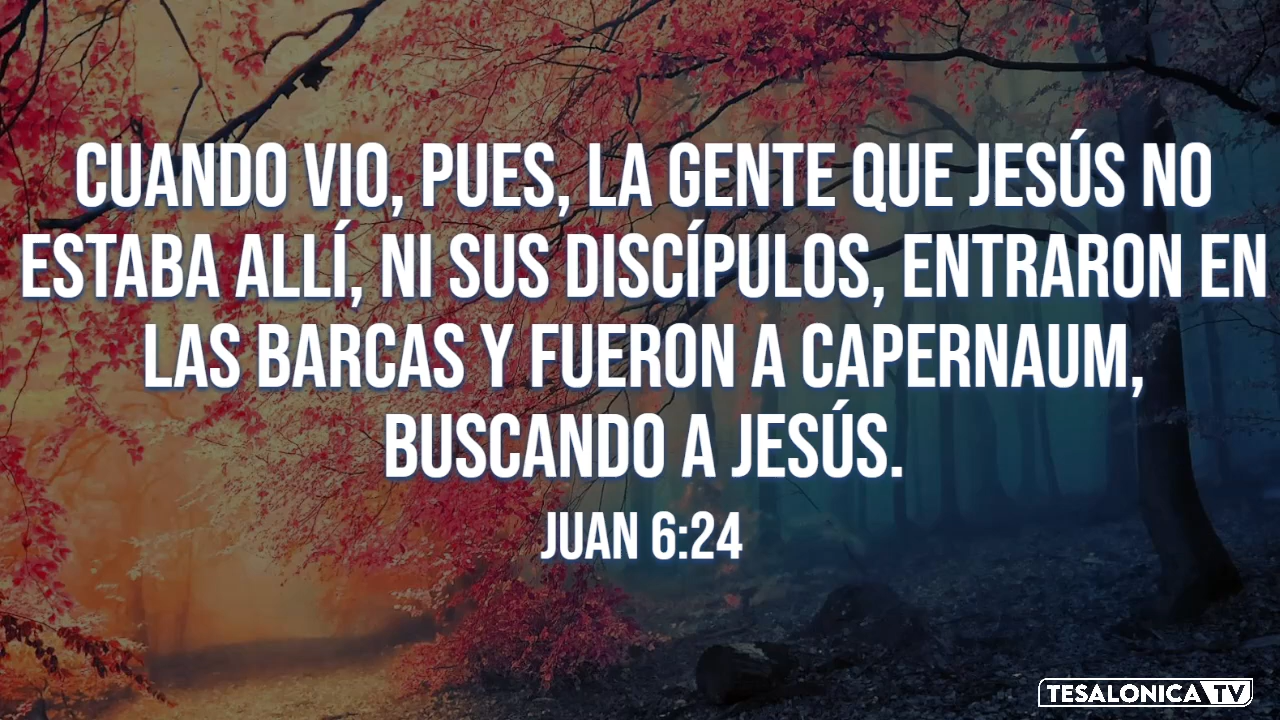 CUANDO VIO, PUES, LA GENTE QUE JESÚS NO
ESTABA ALLÍ, NI SUS DISCÍPULOS, ENTRARON EN
LAS BARCAS Y FUERON A CAPERNAUM,
BUSCANDO A JESÚS.
JUAN 6:24
TESALONICA TV